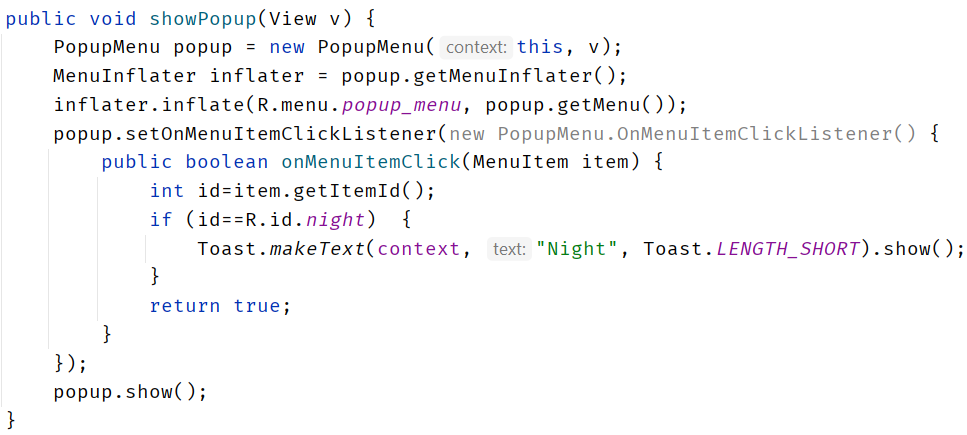 public void showPopup(View v) {
    PopupMenu popup = new PopupMenu( context: this, v);
    MenuInflater inflater = popup.getMenuInflater();
    inflater.inflate(R.menu.popup_menu, popup.getMenu());
    popup.setOnMenuItemClickListener(new PopupMenu.OnMenuItemClickListener() {
        public boolean onMenuItemClick(MenuItem item) {
            int id=item.getItemId();
            if (id==R.id.night)  {
                Toast.makeText(context, text: "Night", Toast.LENGTH_SHORT).show();
            }
            return true;
        }
    });
    popup.show();
}